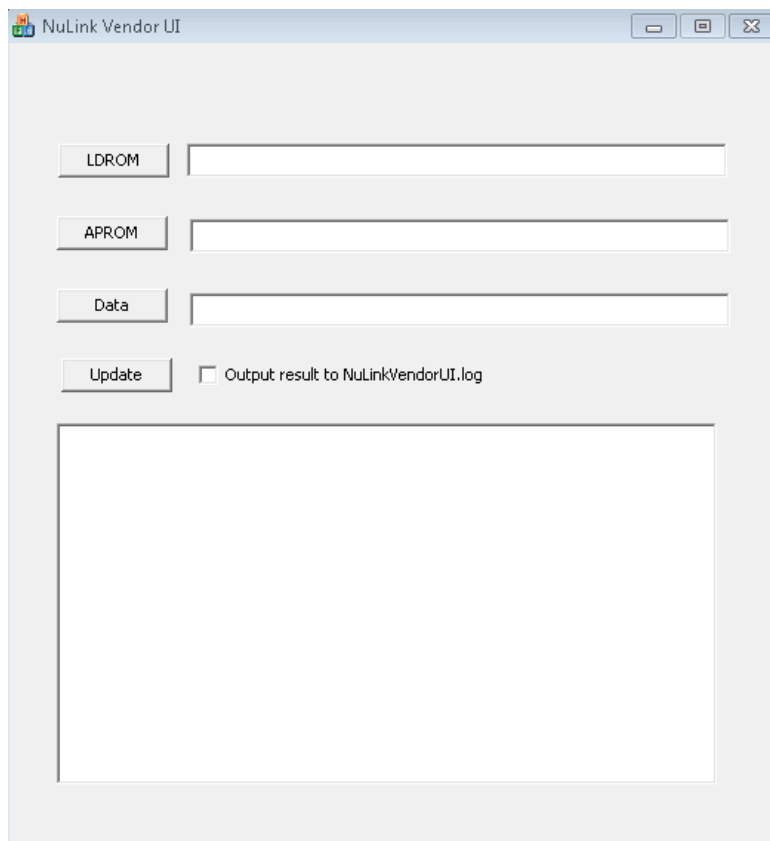 NuLink Vendor UI
LDROM
APROM
Data
Update Output result to NuLinkVendorUI.log